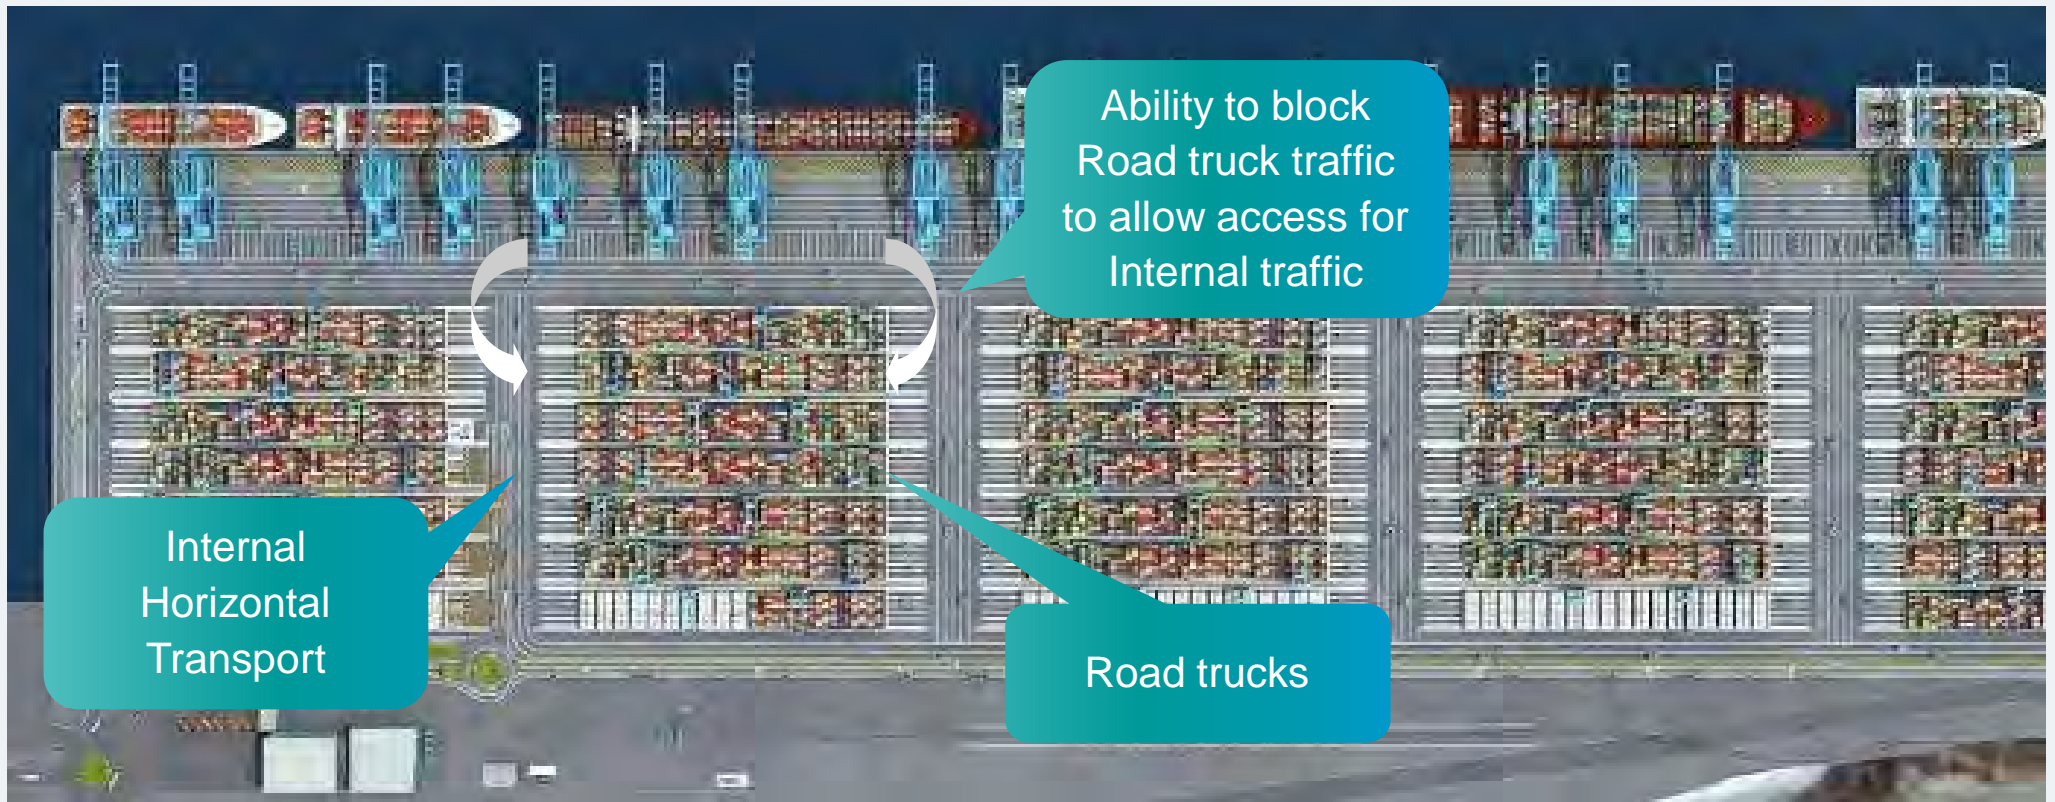 Ability to block
Road truck traffic
to allow access for
Internal traffic
Internal
Horizontal
Transport
Road trucks